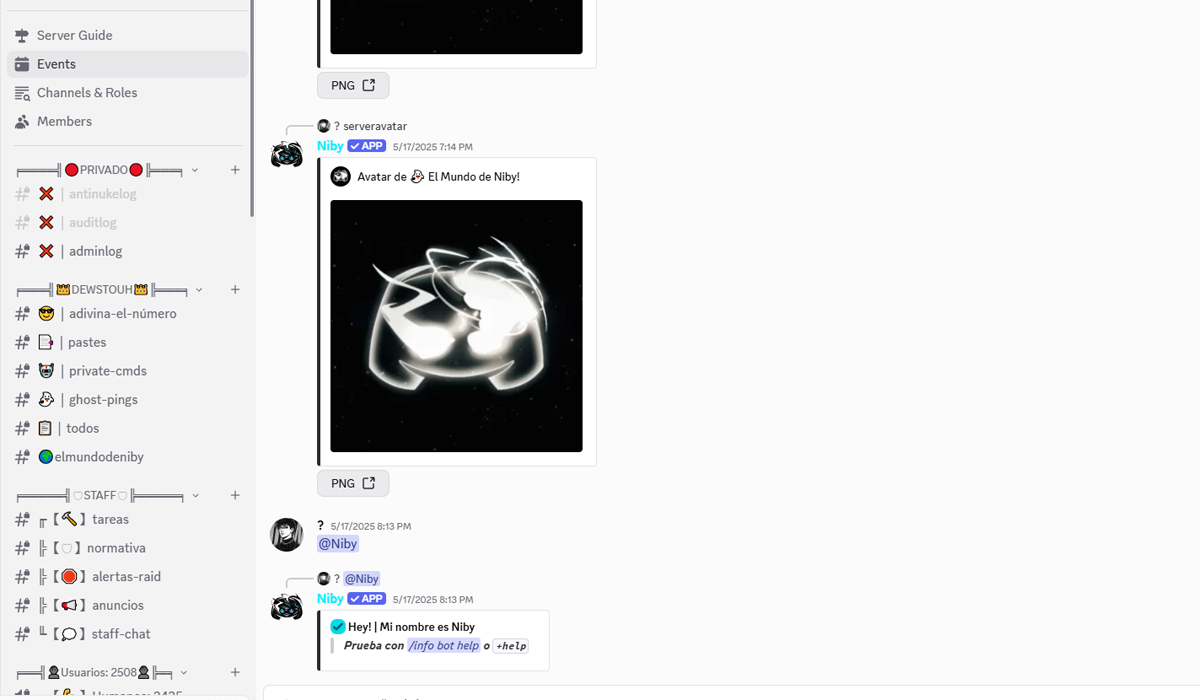 Server Guide
Events
Channels & Roles
Members
╔═══╣🔴PRIVADO🔴╠═══╗
❌ | antinukelog
❌ | auditlog
❌ | adminlog
╔═══╣👑DEWSTOUH👑╠═══╗
😎 | adivina-el-número
📑 | pastes
| private-cmds
👻 | ghost-pings
📋 | todos
🌍elmundodeniby
╔════╣🛡STAFF🛡╠════╗
╔【🔨】tareas
╠【🛡】normativa
╠【🛑】alertas-raid
╠【📢】anuncios
╚【💬】staff-chat
╔══╣👤Usuarios: 2508👤╠═╗
PNG
? serveravatar
Niby ✓ APP 5/17/2025 7:14 PM
Avatar de 👻 El Mundo de Niby!
PNG
? 5/17/2025 8:13 PM
@Niby
? @Niby
Niby ✓ APP 5/17/2025 8:13 PM
Hey! | Mi nombre es Niby
Prueba con /info bot help o +help